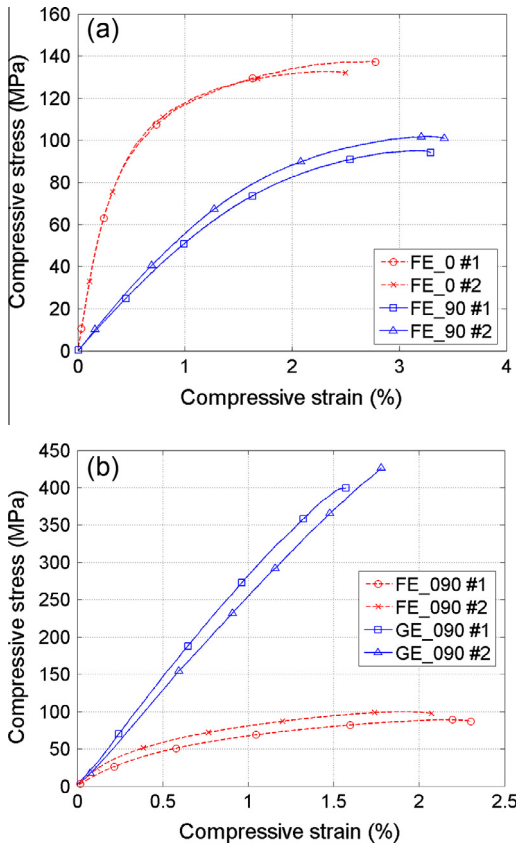 (a)
160
140
120
100
80
60
40
20
0
Compressive stress (MPa)
FE_0 #1
FE_0 #2
FE_90 #1
FE_90 #2
0 1 2 3 4
Compressive strain (%)
(b)
450
400
350
300
250
200
150
100
50
0
Compressive stress (MPa)
FE_090 #1
FE_090 #2
GE_090 #1
GE_090 #2
0 0.5 1 1.5 2 2.5
Compressive strain (%)